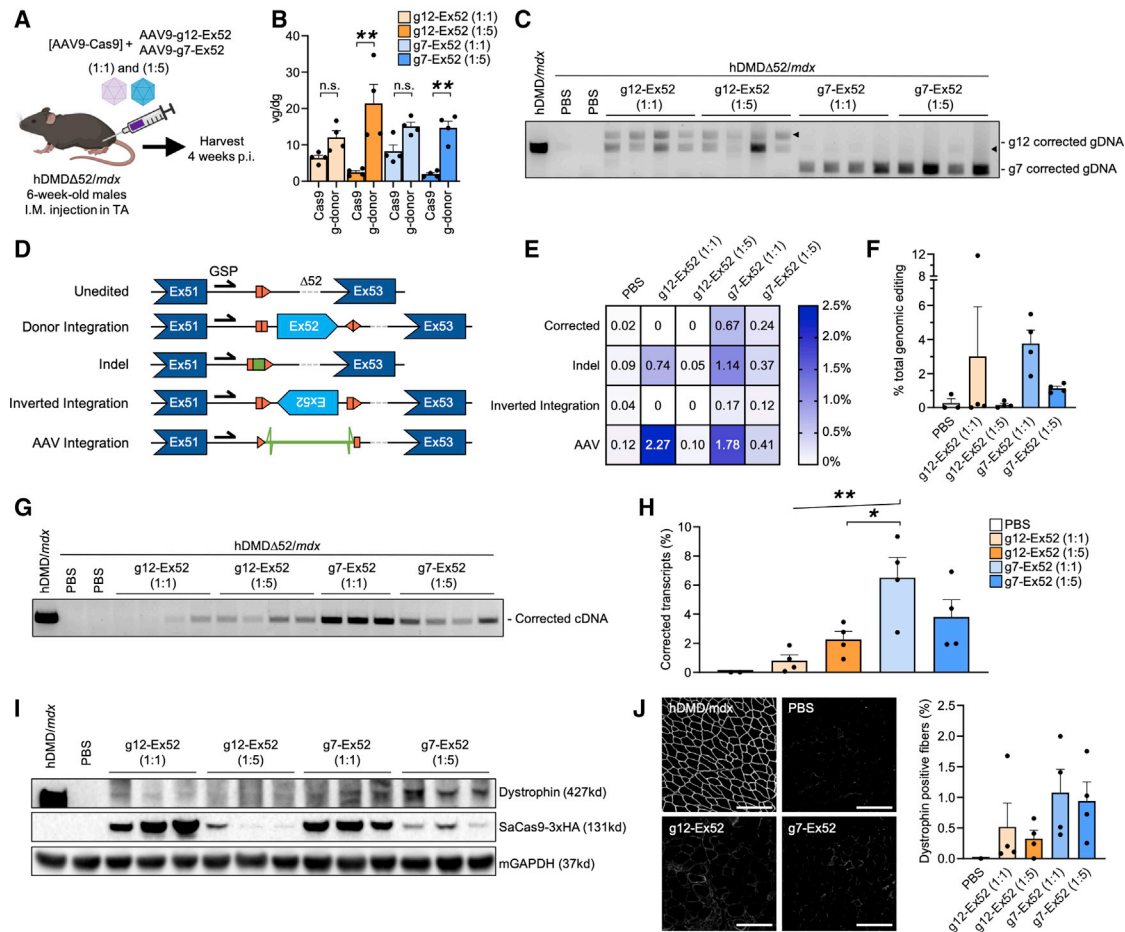 A
[AAV9-Cas9] +
AAV9-g12-Ex52
AAV9-g7-Ex52
(1:1) and (1:5)
Harvest
4 weeks p.i.
hDMDΔ52/mdx
6-week-old males
I.M. injection in TA
B
g12-Ex52 (1:1)
g12-Ex52 (1:5)
g7-Ex52 (1:1)
g7-Ex52 (1:5)
vg/dg
40
30
20
10
0
n.s.
**
n.s.
**
Cas9
g-donor
Cas9
g-donor
Cas9
g-donor
Cas9
g-donor
C
hDMD/mdx
PBS
PBS
hDMDΔ52/mdx
g12-Ex52
(1:1)
g12-Ex52
(1:5)
g7-Ex52
(1:1)
g7-Ex52
(1:5)
- g12 corrected gDNA
- g7 corrected gDNA
D
GSP
Unedited
Ex51
Δ52
Ex53
Donor Integration
Ex51
Ex52
Ex53
Indel
Ex51
Ex53
Inverted Integration
Ex51
Ex52
Ex53
AAV Integration
Ex51
Ex53
E
PBS
g12-Ex52 (1:1)
g12-Ex52 (1:5)
g7-Ex52 (1:1)
g7-Ex52 (1:5)
Corrected
0.02 0 0 0.67 0.24
Indel
0.09 0.74 0.05 1.14 0.37
Inverted Integration
0.04 0 0 0.17 0.12
AAV
0.12 2.27 0.10 1.78 0.41
2.5%
2%
1.5%
1%
0.5%
0%
F
% total genomic editing
12
8
6
4
2
0
PBS
g12-Ex52 (1:1)
g12-Ex52 (1:5)
g7-Ex52 (1:1)
g7-Ex52 (1:5)
G
hDMD/mdx
PBS
PBS
hDMDΔ52/mdx
g12-Ex52
(1:1)
g12-Ex52
(1:5)
g7-Ex52
(1:1)
g7-Ex52
(1:5)
- Corrected cDNA
H
Corrected transcripts (%)
10
8
6
4
2
0
**
*
PBS
g12-Ex52 (1:1)
g12-Ex52 (1:5)
g7-Ex52 (1:1)
g7-Ex52 (1:5)
I
hDMD/mdx
PBS
hDMDΔ52/mdx
g12-Ex52
(1:1)
g12-Ex52
(1:5)
g7-Ex52
(1:1)
g7-Ex52
(1:5)
Dystrophin (427kd)
SaCas9-3xHA (131kd)
mGAPDH (37kd)
J
hDMD/mdx
PBS
g12-Ex52
g7-Ex52
Dystrophin positive fibers (%)
2.5
2.0
1.5
1.0
0.5
0.0
PBS
g12-Ex52 (1:1)
g12-Ex52 (1:5)
g7-Ex52 (1:1)
g7-Ex52 (1:5)